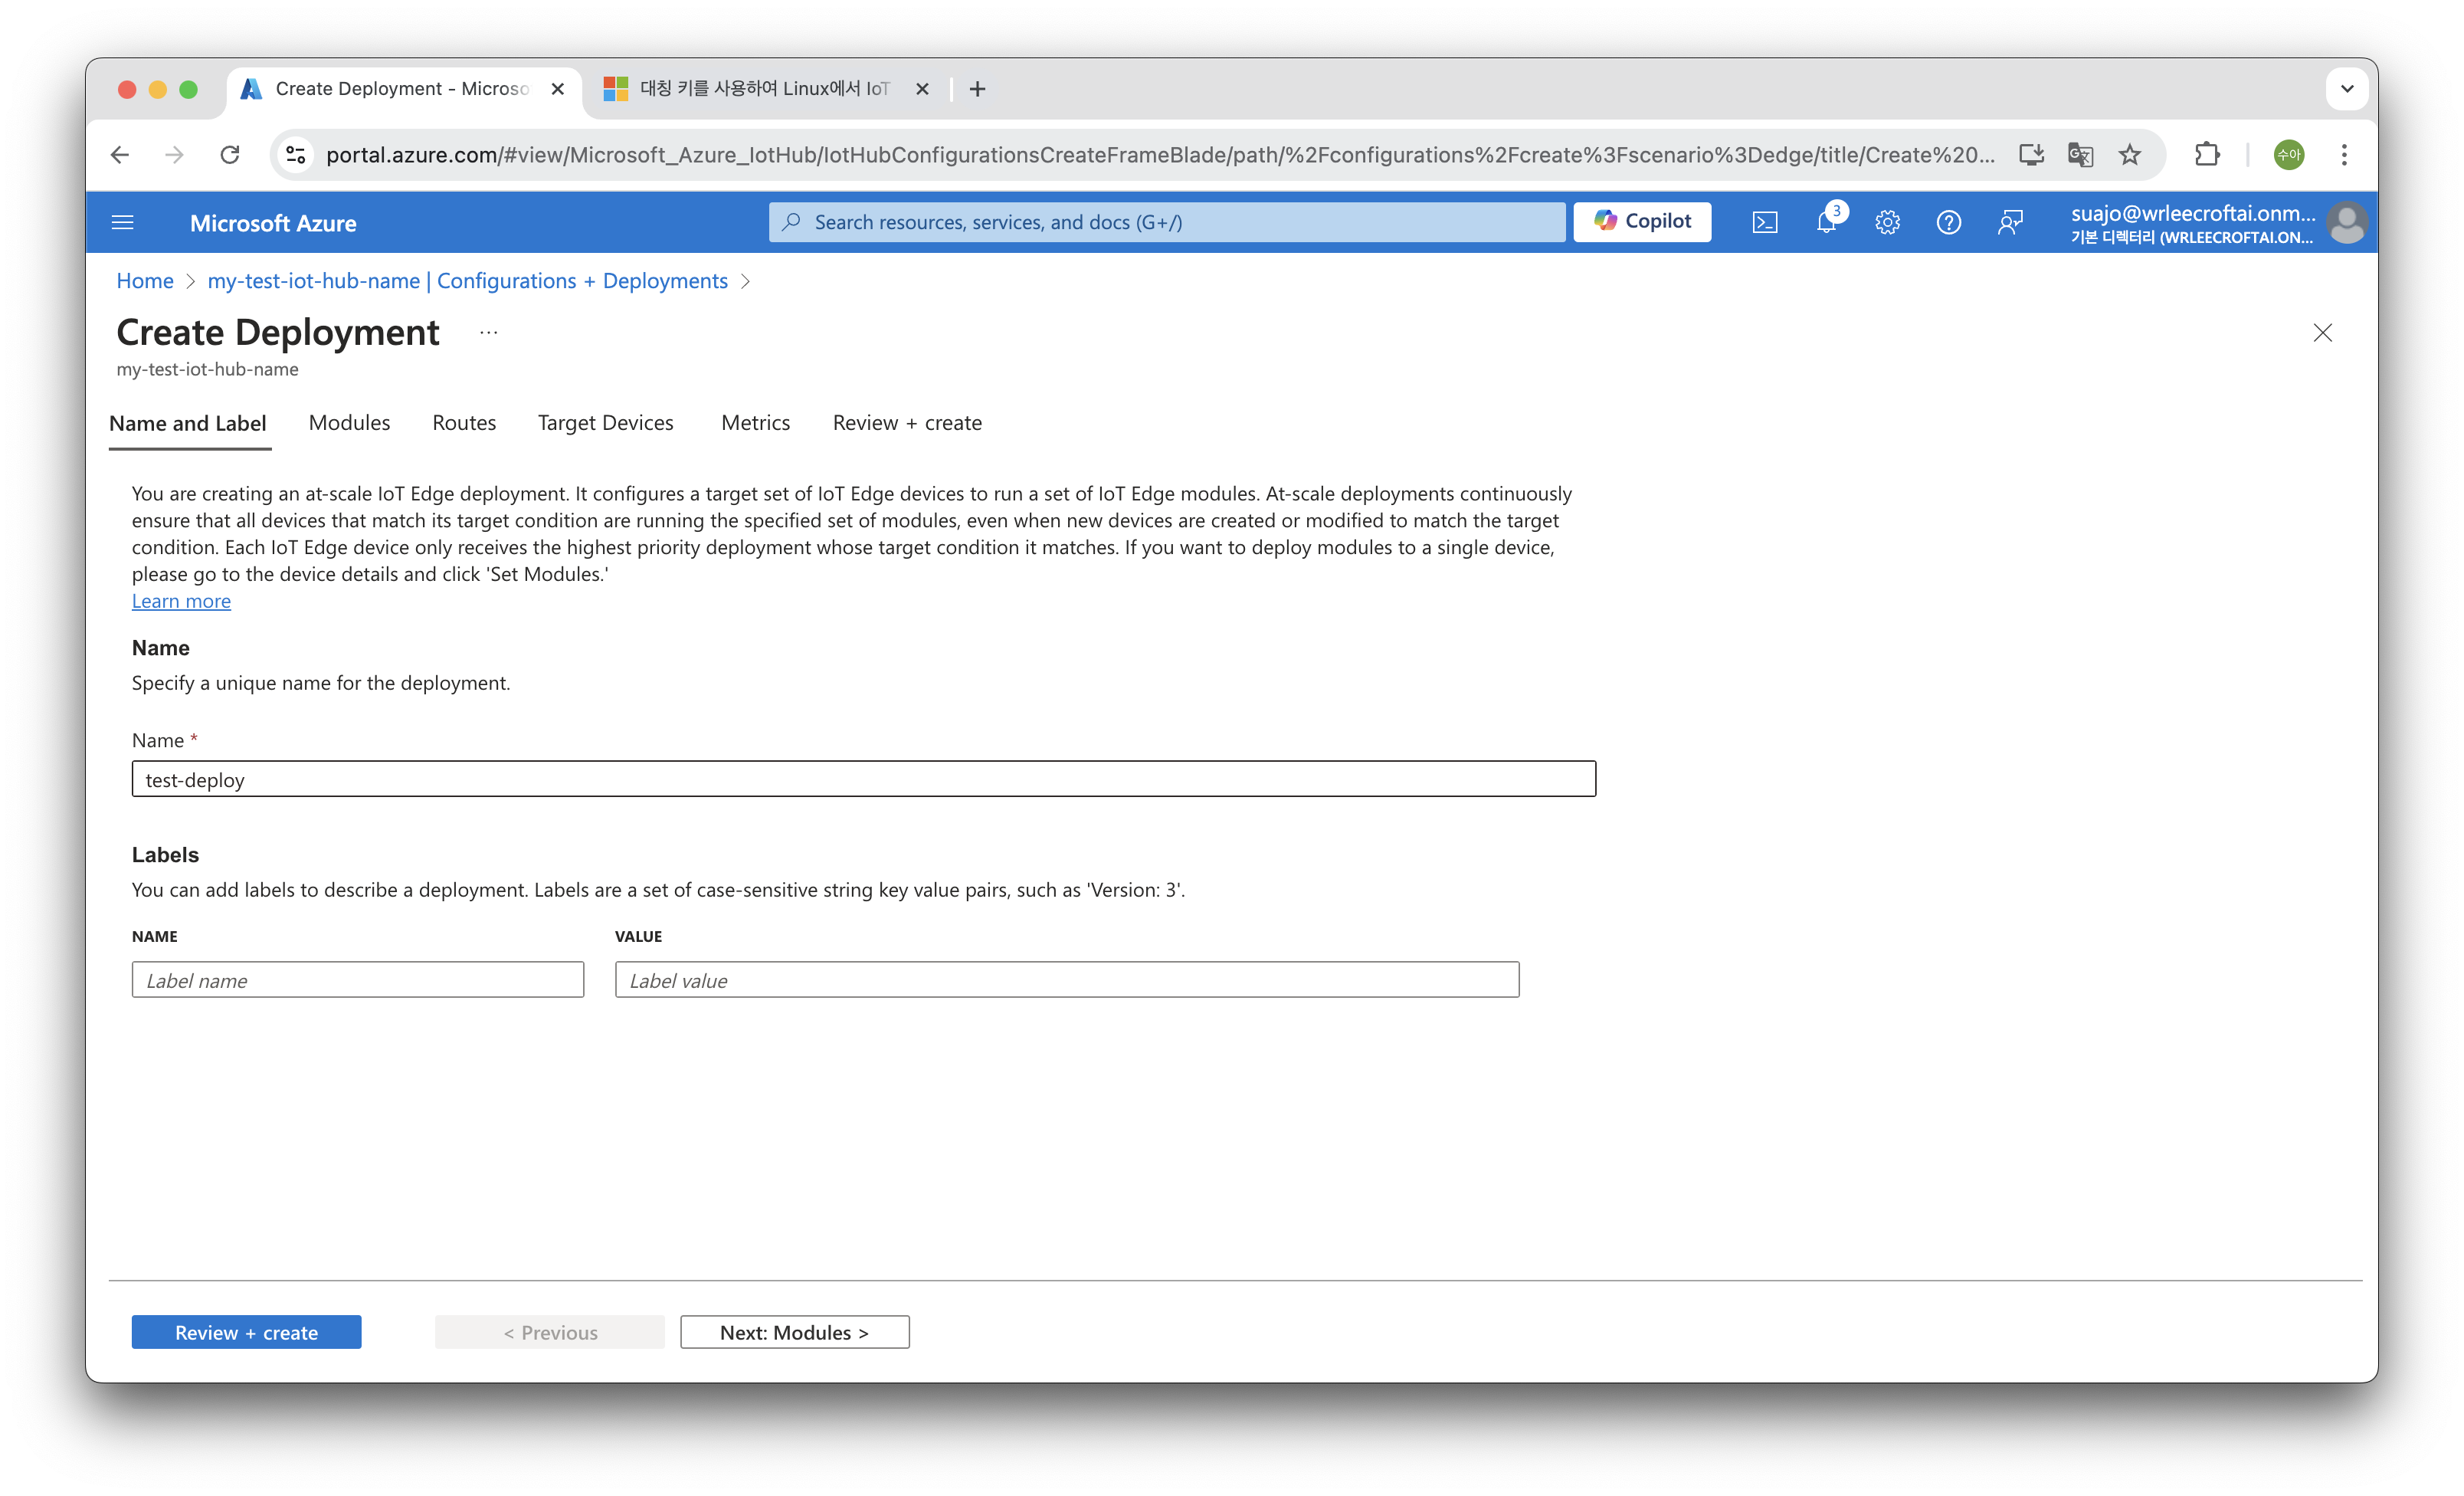 Create Deployment - Micros
대칭 키를 사용하여 Linux에서 IoT
portal.azure.com/#view/Microsoft_Azure_IotHub/IotHubConfigurationsCreateFrameBlade/path/%2Fconfigurations%2Fcreate%3Fscenario%3Dedge/title/Create%20...
수아
Microsoft Azure
Search resources, services, and docs (G+/)
Copilot
3
suajo@wrleecroftai.onm...
기본 디렉터리 (WRLEECROFTAI.ON...
Home > my-test-iot-hub-name | Configurations + Deployments >
Create Deployment ...
my-test-iot-hub-name
Name and Label Modules Routes Target Devices Metrics Review + create
You are creating an at-scale IoT Edge deployment. It configures a target set of IoT Edge devices to run a set of IoT Edge modules. At-scale deployments continuously
ensure that all devices that match its target condition are running the specified set of modules, even when new devices are created or modified to match the target
condition. Each IoT Edge device only receives the highest priority deployment whose target condition it matches. If you want to deploy modules to a single device,
please go to the device details and click 'Set Modules.'
Learn more
Name
Specify a unique name for the deployment.
Name *
test-deploy
Labels
You can add labels to describe a deployment. Labels are a set of case-sensitive string key value pairs, such as 'Version: 3'.
NAME VALUE
Label name Label value
Review + create < Previous Next: Modules >